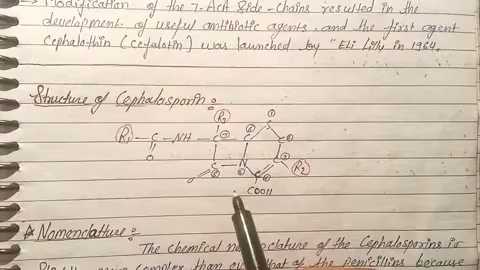 → Modification of the 7-ACA side-chains resulted in the
development of useful antibiotic agents, and the first agent
Cephalothin (cefalotin) was launched by "Eli Lilly in 1964.
Structure of Cephalosporin :-
R3
R1 - C - NH - C C S
O
C N C R2
O C
COOH
* Nomenclature :-
The chemical nomenclature of the Cephalosporins is
complex than even that of the penicillins because